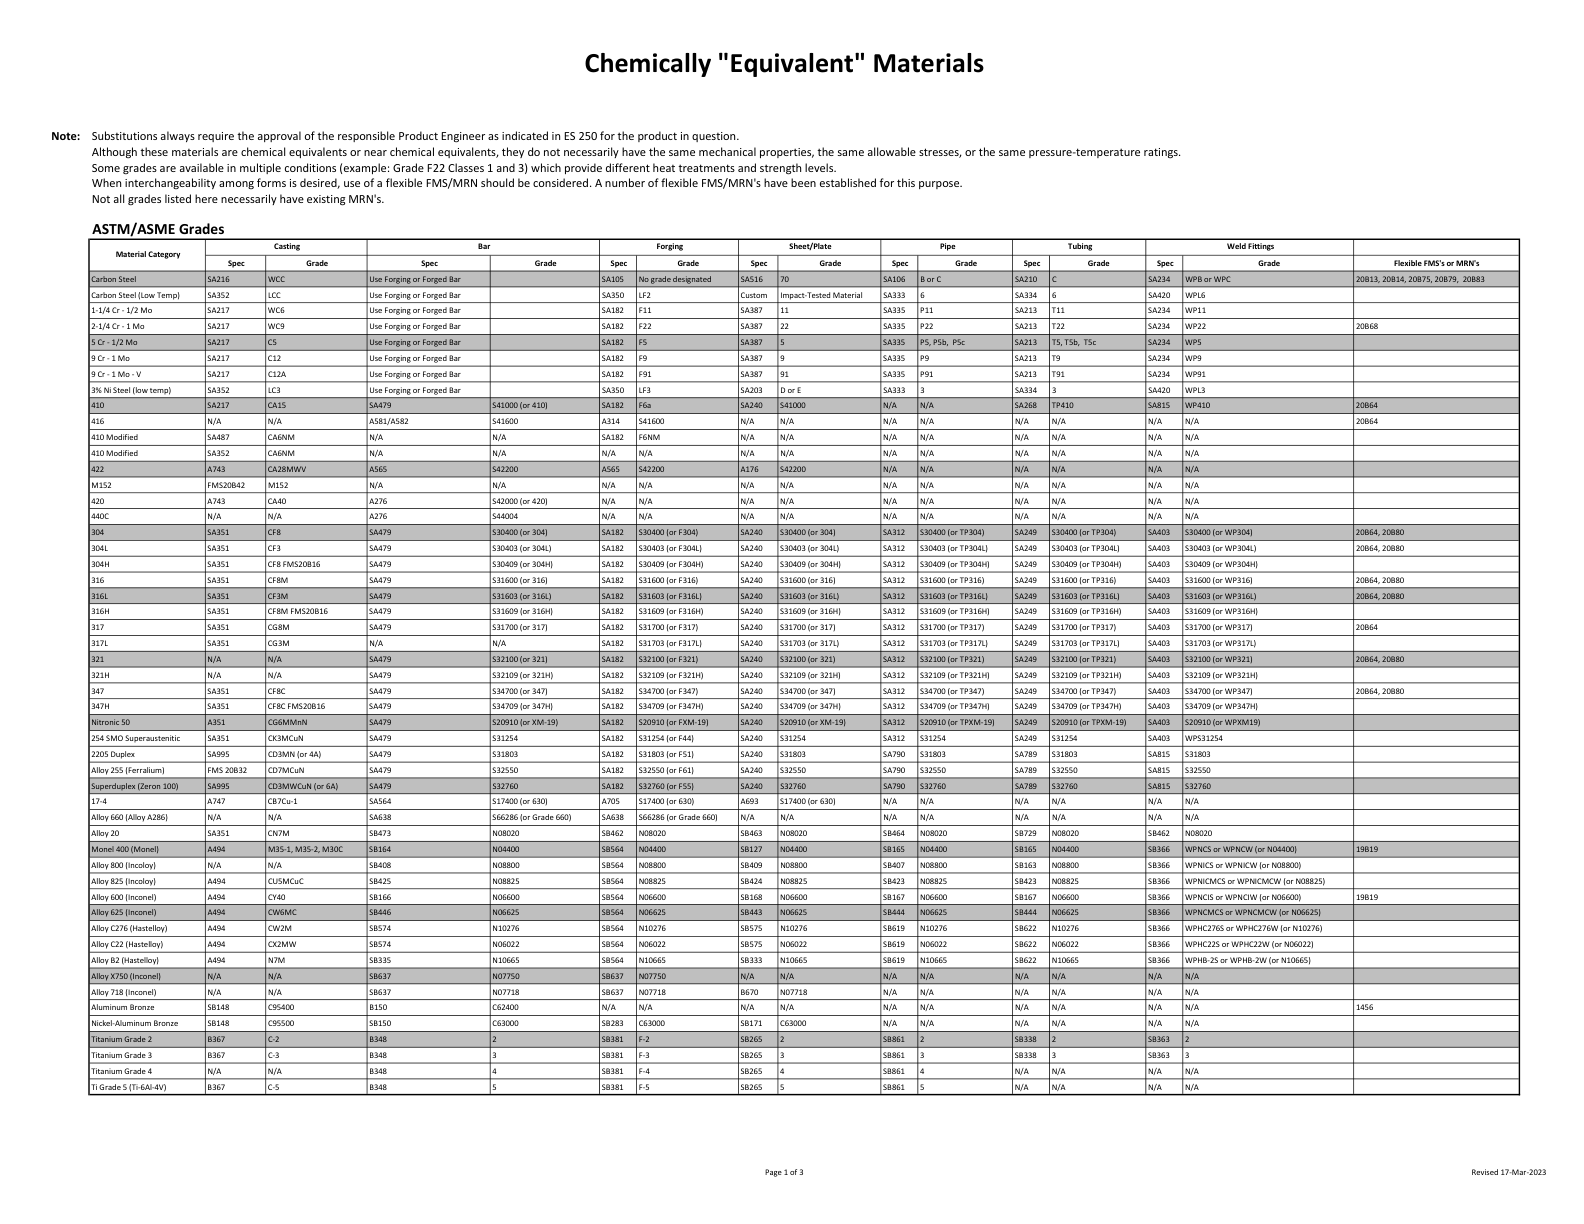 Chemically "Equivalent" Materials
Note: Substitutions always require the approval of the responsible Product Engineer as indicated in ES 250 for the product in question.
Although these materials are chemical equivalents or near chemical equivalents, they do not necessarily have the same mechanical properties, the same allowable stresses, or the same pressure-temperature ratings.
Some grades are available in multiple conditions (example: Grade F22 Classes 1 and 3) which provide different heat treatments and strength levels.
When interchangeability among forms is desired, use of a flexible FMS/MRN should be considered. A number of flexible FMS/MRN's have been established for this purpose.
Not all grades listed here necessarily have existing MRN's.
ASTM/ASME Grades
Material Category Casting Bar Forging Sheet/Plate Pipe Tubing Weld Fittings
Spec Grade Spec Grade Spec Grade Spec Grade Spec Grade Spec Grade Spec Grade Flexible FMS's or MRN's
Carbon Steel SA216 WCC Use Forging or Forged Bar SA105 No grade designated SA516 70 SA106 B or C SA210 C SA234 WPB or WPC 20B13, 20B14, 20B75, 20B79, 20B83
Carbon Steel (Low Temp) SA352 LCC Use Forging or Forged Bar SA350 LF2 Custom Impact-Tested Material SA333 6 SA334 6 SA420 WPL6
1-1/4 Cr - 1/2 Mo SA217 WC6 Use Forging or Forged Bar SA182 F11 SA387 11 SA335 P11 SA213 T11 SA234 WP11
2-1/4 Cr - 1 Mo SA217 WC9 Use Forging or Forged Bar SA182 F22 SA387 22 SA335 P22 SA213 T22 SA234 WP22 20B68
5 Cr - 1/2 Mo SA217 C5 Use Forging or Forged Bar SA182 F5 SA387 5 SA335 P5, P5b, P5c SA213 T5, T5b, T5c SA234 WP5
9 Cr - 1 Mo SA217 C12 Use Forging or Forged Bar SA182 F9 SA387 9 SA335 P9 SA213 T9 SA234 WP9
9 Cr - 1 Mo - V SA217 C12A Use Forging or Forged Bar SA182 F91 SA387 91 SA335 P91 SA213 T91 SA234 WP91
3% Ni Steel (low temp) SA352 LC3 Use Forging or Forged Bar SA350 LF3 SA203 D or E SA333 3 SA334 3 SA420 WPL3
410 SA217 CA15 SA479 S41000 (or 410) SA182 F6a SA240 S41000 N/A N/A SA268 TP410 SA815 WP410 20B64
416 N/A N/A A581/A582 S41600 A314 S41600 N/A N/A N/A N/A N/A N/A N/A N/A 20B64
410 Modified SA487 CA6NM N/A N/A SA182 F6NM N/A N/A N/A N/A N/A N/A N/A N/A
410 Modified SA352 CA6NM N/A N/A N/A N/A N/A N/A N/A N/A N/A N/A N/A N/A
422 A743 CA28MWV A565 S42200 A565 S42200 A176 S42200 N/A N/A N/A N/A N/A N/A
M152 FMS20B42 M152 N/A N/A N/A N/A N/A N/A N/A N/A N/A N/A N/A N/A
420 A743 CA40 A276 S42000 (or 420) N/A N/A N/A N/A N/A N/A N/A N/A N/A N/A
440C N/A N/A A276 S44004 N/A N/A N/A N/A N/A N/A N/A N/A N/A N/A
304 SA351 CF8 SA479 S30400 (or 304) SA182 S30400 (or F304) SA240 S30400 (or 304) SA312 S30400 (or TP304) SA249 S30400 (or TP304) SA403 S30400 (or WP304) 20B64, 20B80
304L SA351 CF3 SA479 S30403 (or 304L) SA182 S30403 (or F304L) SA240 S30403 (or 304L) SA312 S30403 (or TP304L) SA249 S30403 (or TP304L) SA403 S30403 (or WP304L) 20B64, 20B80
304H SA351 CF8 FMS20B16 SA479 S30409 (or 304H) SA182 S30409 (or F304H) SA240 S30409 (or 304H) SA312 S30409 (or TP304H) SA249 S30409 (or TP304H) SA403 S30409 (or WP304H)
316 SA351 CF8M SA479 S31600 (or 316) SA182 S31600 (or F316) SA240 S31600 (or 316) SA312 S31600 (or TP316) SA249 S31600 (or TP316) SA403 S31600 (or WP316) 20B64, 20B80
316L SA351 CF3M SA479 S31603 (or 316L) SA182 S31603 (or F316L) SA240 S31603 (or 316L) SA312 S31603 (or TP316L) SA249 S31603 (or TP316L) SA403 S31603 (or WP316L) 20B64, 20B80
316H SA351 CF8M FMS20B16 SA479 S31609 (or 316H) SA182 S31609 (or F316H) SA240 S31609 (or 316H) SA312 S31609 (or TP316H) SA249 S31609 (or TP316H) SA403 S31609 (or WP316H)
317 SA351 CG8M SA479 S31700 (or 317) SA182 S31700 (or F317) SA240 S31700 (or 317) SA312 S31700 (or TP317) SA249 S31700 (or TP317) SA403 S31700 (or WP317) 20B64
317L SA351 CG3M N/A N/A SA182 S31703 (or F317L) SA240 S31703 (or 317L) SA312 S31703 (or TP317L) SA249 S31703 (or TP317L) SA403 S31703 (or WP317L)
321 N/A N/A SA479 S32100 (or 321) SA182 S32100 (or F321) SA240 S32100 (or 321) SA312 S32100 (or TP321) SA249 S32100 (or TP321) SA403 S32100 (or WP321) 20B64, 20B80
321H N/A N/A SA479 S32109 (or 321H) SA182 S32109 (or F321H) SA240 S32109 (or 321H) SA312 S32109 (or TP321H) SA249 S32109 (or TP321H) SA403 S32109 (or WP321H)
347 SA351 CF8C SA479 S34700 (or 347) SA182 S34700 (or F347) SA240 S34700 (or 347) SA312 S34700 (or TP347) SA249 S34700 (or TP347) SA403 S34700 (or WP347) 20B64, 20B80
347H SA351 CF8C FMS20B16 SA479 S34709 (or 347H) SA182 S34709 (or F347H) SA240 S34709 (or 347H) SA312 S34709 (or TP347H) SA249 S34709 (or TP347H) SA403 S34709 (or WP347H)
Nitronic 50 A351 CG6MMnN SA479 S20910 (or XM-19) SA182 S20910 (or FXM-19) SA240 S20910 (or XM-19) SA312 S20910 (or TPXM-19) SA249 S20910 (or TPXM-19) SA403 S20910 (or WPXM19)
254 SMO Superaustenitic SA351 CK3MCuN SA479 S31254 SA182 S31254 (or F44) SA240 S31254 SA312 S31254 SA249 S31254 SA403 WPS31254
2205 Duplex SA995 CD3MN (or 4A) SA479 S31803 SA182 S31803 (or F51) SA240 S31803 SA790 S31803 SA789 S31803 SA815 S31803
Alloy 255 (Ferralium) FMS 20B32 CD7MCuN SA479 S32550 SA182 S32550 (or F61) SA240 S32550 SA790 S32550 SA789 S32550 SA815 S32550
Superduplex (Zeron 100) SA995 CD3MWCuN (or 6A) SA479 S32760 SA182 S32760 (or F55) SA240 S32760 SA790 S32760 SA789 S32760 SA815 S32760
17-4 A747 CB7Cu-1 SA564 S17400 (or 630) A705 S17400 (or 630) A693 S17400 (or 630) N/A N/A N/A N/A N/A N/A
Alloy 660 (Alloy A286) N/A N/A SA638 S66286 (or Grade 660) SA638 S66286 (or Grade 660) N/A N/A N/A N/A N/A N/A N/A N/A
Alloy 20 SA351 CN7M SB473 N08020 SB462 N08020 SB463 N08020 SB464 N08020 SB729 N08020 SB462 N08020
Monel 400 (Monel) A494 M35-1, M35-2, M30C SB164 N04400 SB564 N04400 SB127 N04400 SB165 N04400 SB165 N04400 SB366 WPNCS or WPNCW (or N04400) 19B19
Alloy 800 (Incoloy) N/A N/A SB408 N08800 SB564 N08800 SB409 N08800 SB407 N08800 SB163 N08800 SB366 WPNICS or WPNICW (or N08800)
Alloy 825 (Incoloy) A494 CU5MCuC SB425 N08825 SB564 N08825 SB424 N08825 SB423 N08825 SB423 N08825 SB366 WPNICMCS or WPNICMCW (or N08825)
Alloy 600 (Inconel) A494 CY40 SB166 N06600 SB564 N06600 SB168 N06600 SB167 N06600 SB167 N06600 SB366 WPNCIS or WPNCIW (or N06600) 19B19
Alloy 625 (Inconel) A494 CW6MC SB446 N06625 SB564 N06625 SB443 N06625 SB444 N06625 SB444 N06625 SB366 WPNCMCS or WPNCMCW (or N06625)
Alloy C276 (Hastelloy) A494 CW2M SB574 N10276 SB564 N10276 SB575 N10276 SB619 N10276 SB622 N10276 SB366 WPHC276S or WPHC276W (or N10276)
Alloy C22 (Hastelloy) A494 CX2MW SB574 N06022 SB564 N06022 SB575 N06022 SB619 N06022 SB622 N06022 SB366 WPHC22S or WPHC22W (or N06022)
Alloy B2 (Hastelloy) A494 N7M SB335 N10665 SB564 N10665 SB333 N10665 SB619 N10665 SB622 N10665 SB366 WPHB-2S or WPHB-2W (or N10665)
Alloy X750 (Inconel) N/A N/A SB637 N07750 SB637 N07750 N/A N/A N/A N/A N/A N/A N/A N/A
Alloy 718 (Inconel) N/A N/A SB637 N07718 SB637 N07718 B670 N07718 N/A N/A N/A N/A N/A N/A
Aluminum Bronze SB148 C95400 B150 C62400 N/A N/A N/A N/A N/A N/A N/A N/A N/A N/A 1456
Nickel-Aluminum Bronze SB148 C95500 SB150 C63000 SB283 C63000 SB171 C63000 N/A N/A N/A N/A N/A N/A
Titanium Grade 2 B367 C-2 B348 2 SB381 F-2 SB265 2 SB861 2 SB338 2 SB363 2
Titanium Grade 3 B367 C-3 B348 3 SB381 F-3 SB265 3 SB861 3 SB338 3 SB363 3
Titanium Grade 4 N/A N/A B348 4 SB381 F-4 SB265 4 SB861 4 N/A N/A N/A N/A
Ti Grade 5 (Ti-6Al-4V) B367 C-5 B348 5 SB381 F-5 SB265 5 SB861 5 N/A N/A N/A N/A
Page 1 of 3
Revised 17-Mar-2023